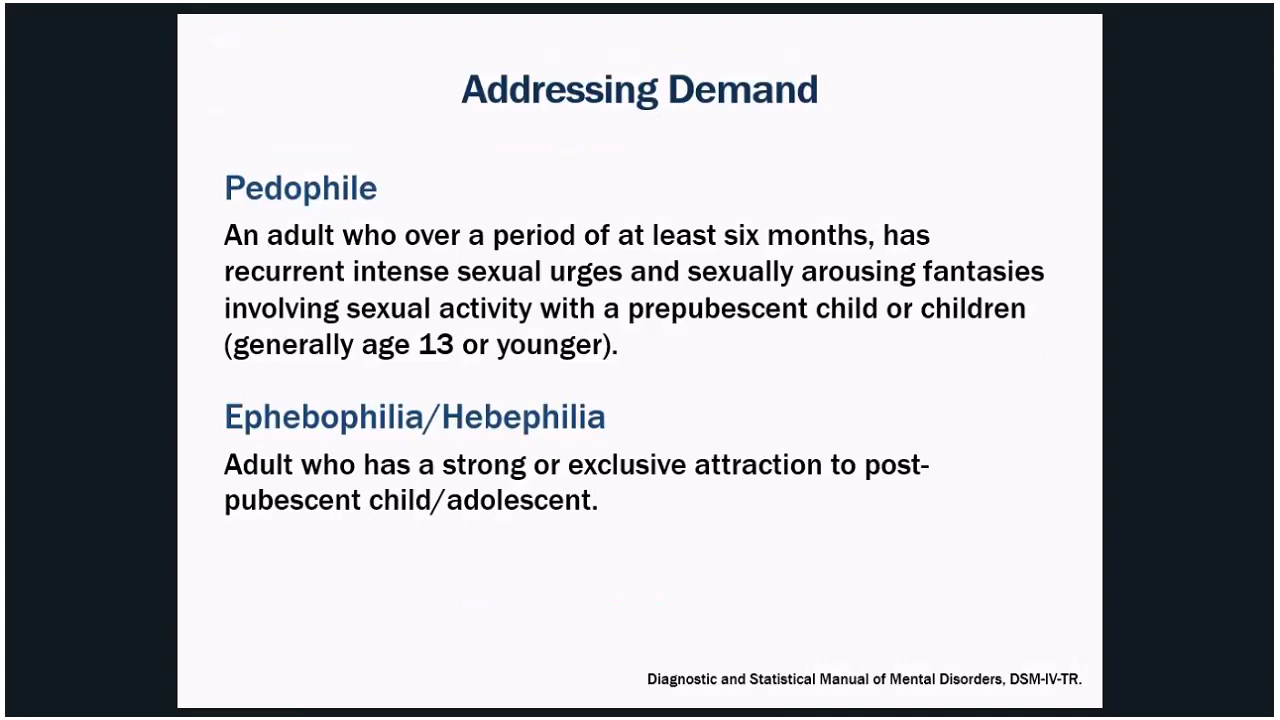 Addressing Demand
Pedophile
An adult who over a period of at least six months, has
recurrent intense sexual urges and sexually arousing fantasies
involving sexual activity with a prepubescent child or children
(generally age 13 or younger).
Ephebophilia/Hebephilia
Adult who has a strong or exclusive attraction to post-
pubescent child/adolescent.
Diagnostic and Statistical Manual of Mental Disorders, DSM-IV-TR.